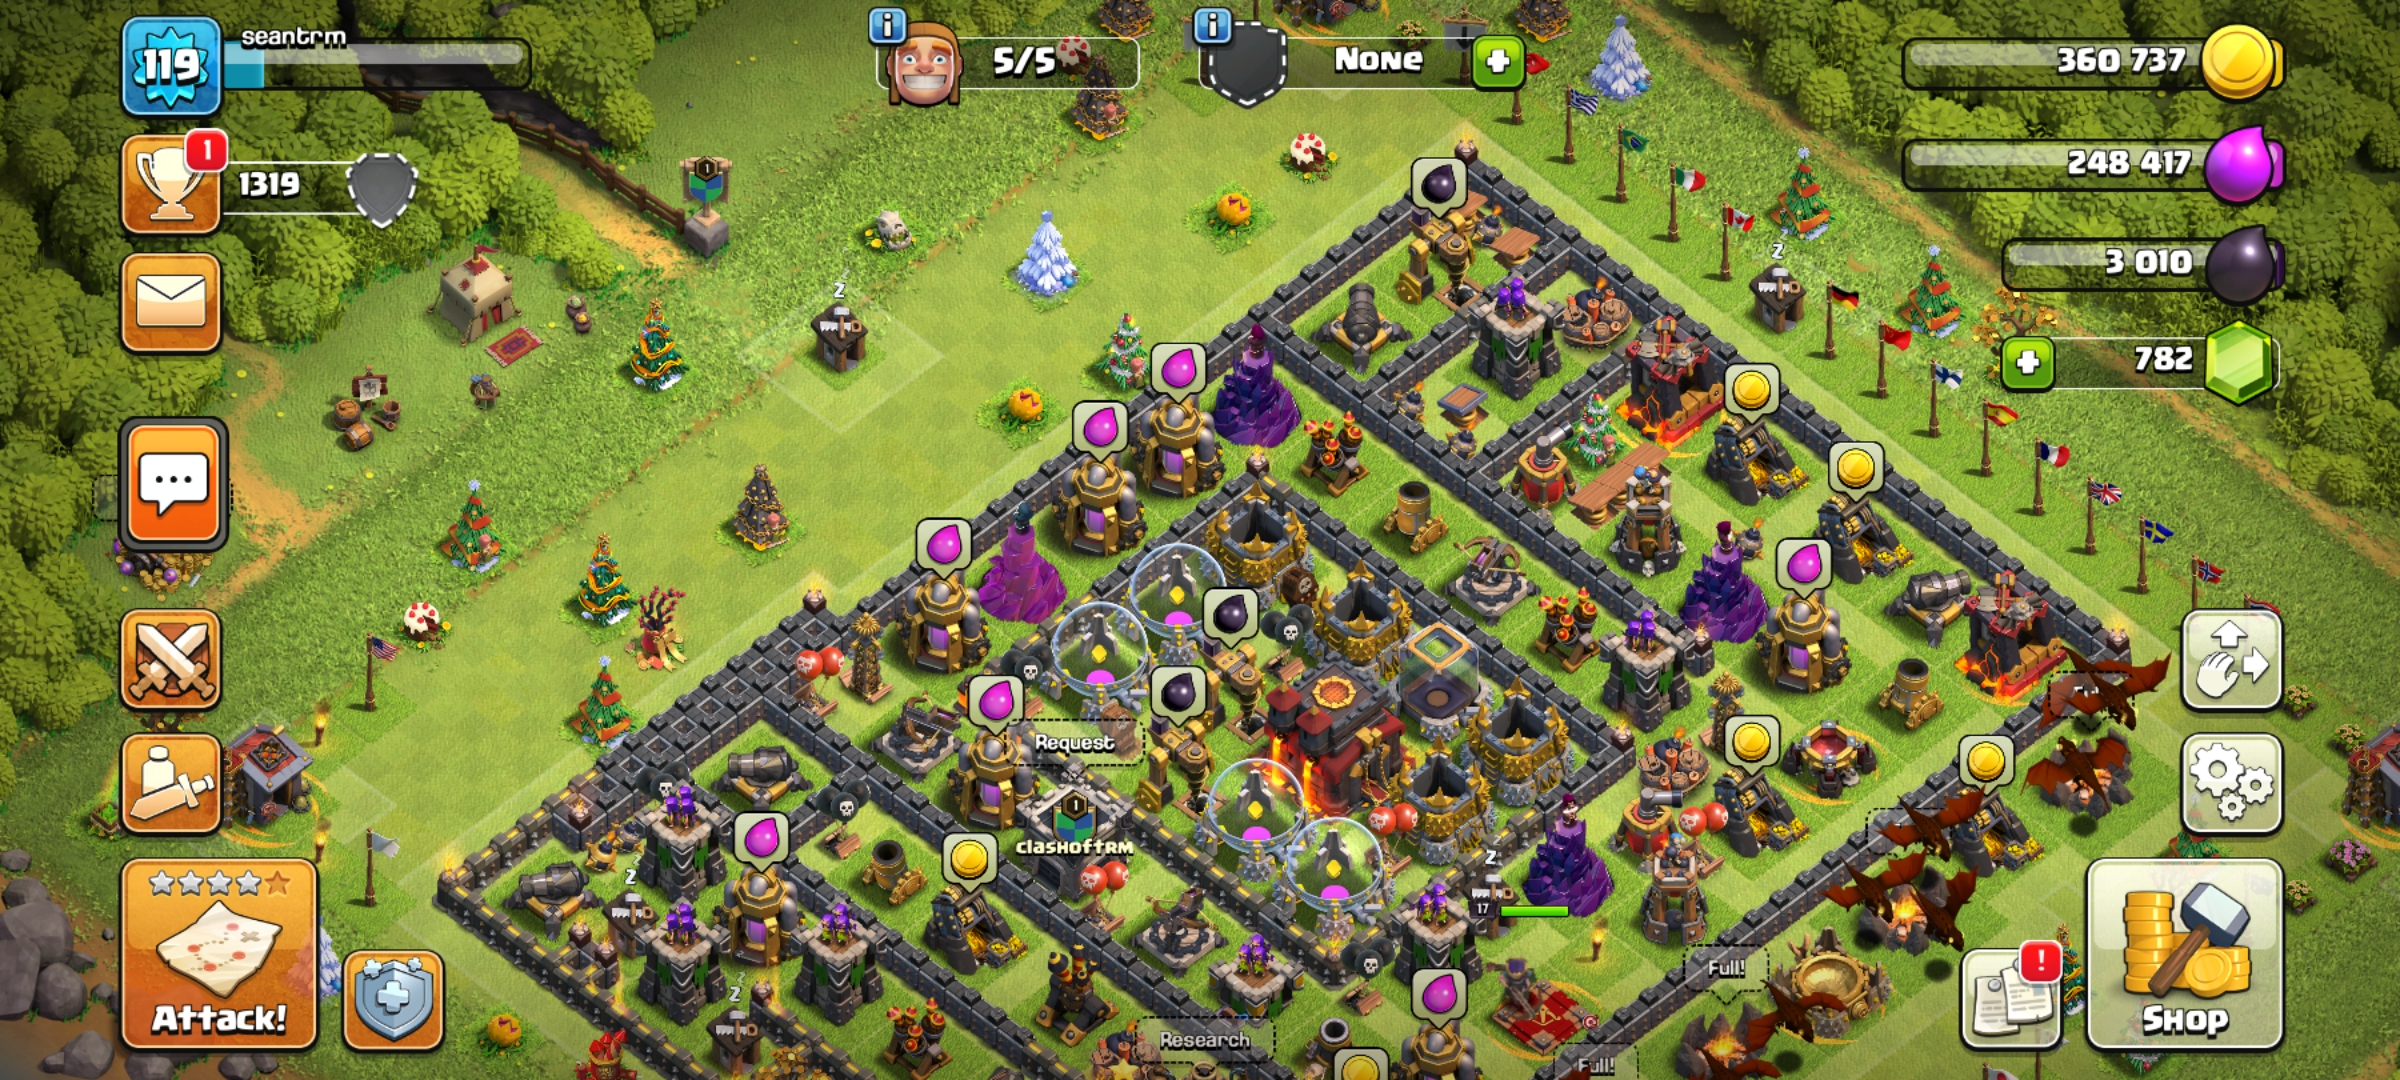 119
seantrm
i
5/5
i
None
360 737
1
1319
248 417
3 010
782
z
z
Request
1
clashoftRM
z
z
17
z
Full!
Attack!
Research
Full!
!
Shop